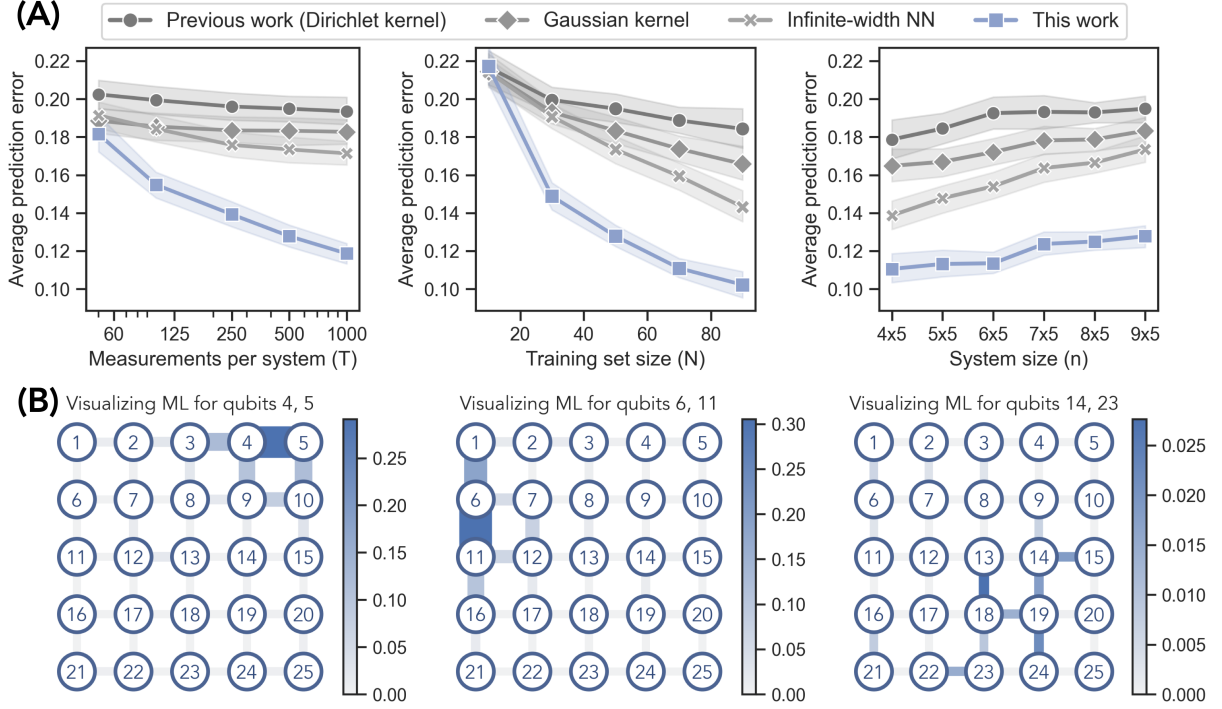 (A)
Previous work (Dirichlet kernel) Gaussian kernel Infinite-width NN This work
Average prediction error
0.22
0.20
0.18
0.16
0.14
0.12
0.10
60 125 250 500 1000
Measurements per system (T)
Average prediction error
0.22
0.20
0.18
0.16
0.14
0.12
0.10
20 40 60 80
Training set size (N)
Average prediction error
0.22
0.20
0.18
0.16
0.14
0.12
0.10
4x5 5x5 6x5 7x5 8x5 9x5
System size (n)
(B)
Visualizing ML for qubits 4, 5
1 2 3 4 5
6 7 8 9 10
11 12 13 14 15
16 17 18 19 20
21 22 23 24 25
0.25
0.20
0.15
0.10
0.05
0.00
Visualizing ML for qubits 6, 11
1 2 3 4 5
6 7 8 9 10
11 12 13 14 15
16 17 18 19 20
21 22 23 24 25
0.30
0.25
0.20
0.15
0.10
0.05
0.00
Visualizing ML for qubits 14, 23
1 2 3 4 5
6 7 8 9 10
11 12 13 14 15
16 17 18 19 20
21 22 23 24 25
0.025
0.020
0.015
0.010
0.005
0.000